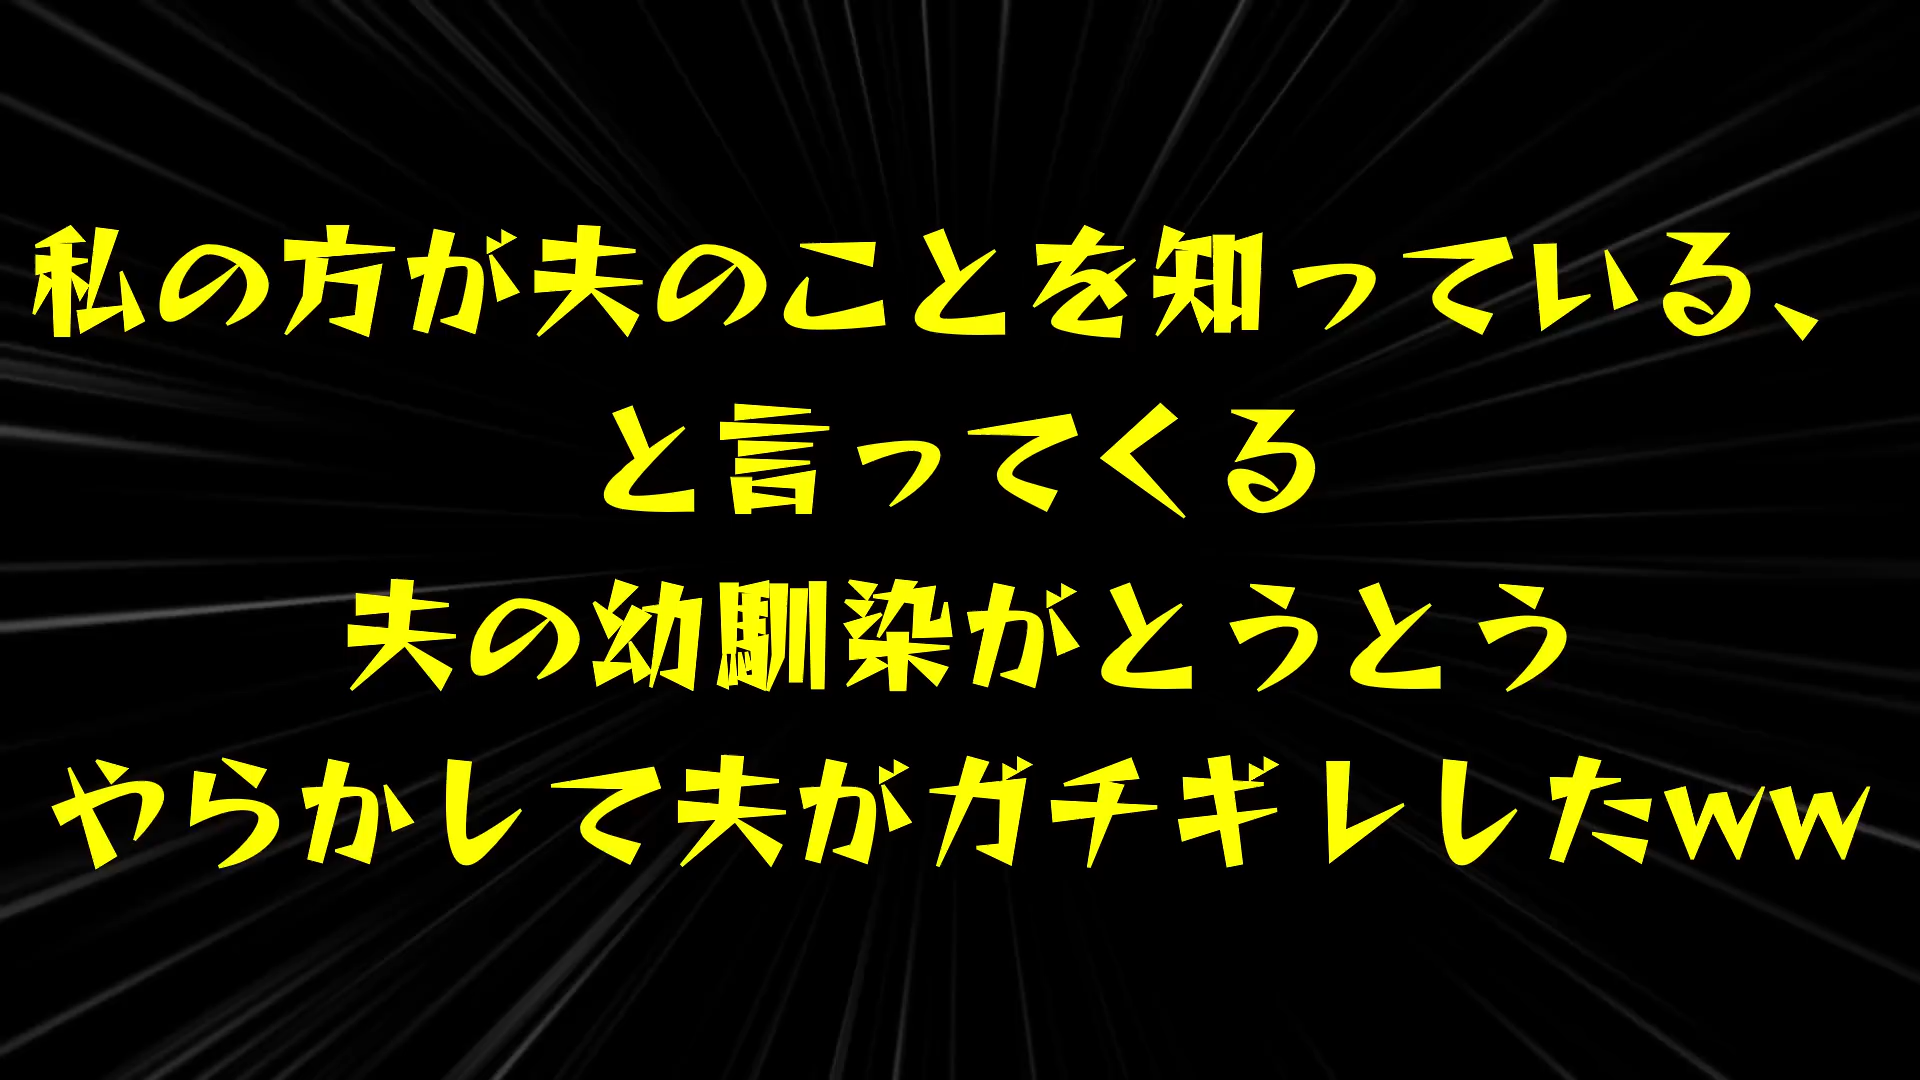 私の方が夫のことを知っている、
と言ってくる
夫の幼馴染がとうとう
やらかして夫がガチギレしたww